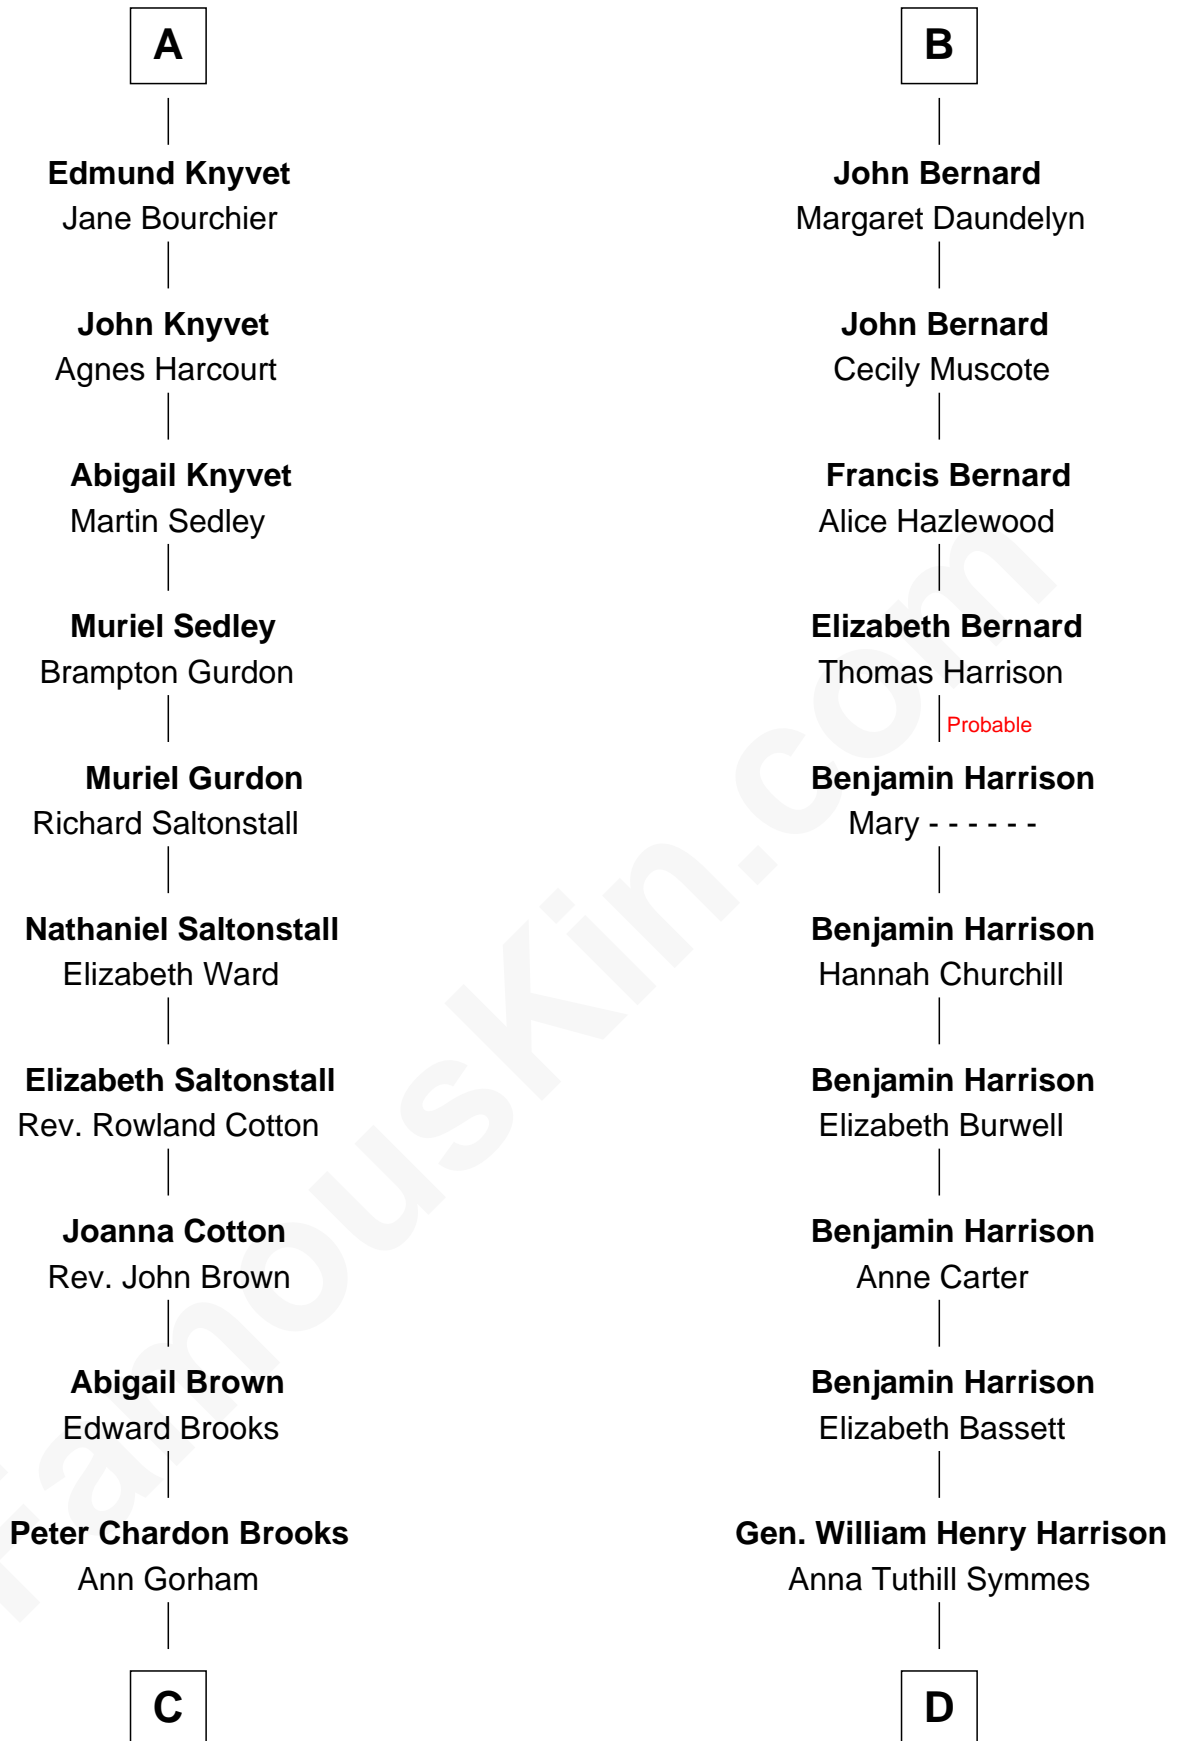 A
Edmund Knyvet
Jane Bourchier
John Knyvet
Agnes Harcourt
Abigail Knyvet
Martin Sedley
Muriel Sedley
Brampton Gurdon
Muriel Gurdon
Richard Saltonstall
Nathaniel Saltonstall
Elizabeth Ward
Elizabeth Saltonstall
Rev. Rowland Cotton
Joanna Cotton
Rev. John Brown
Abigail Brown
Edward Brooks
Peter Chardon Brooks
Ann Gorham
C
B
John Bernard
Margaret Daundelyn
John Bernard
Cecily Muscote
Francis Bernard
Alice Hazlewood
Elizabeth Bernard
Thomas Harrison
Probable
Benjamin Harrison
Mary - - - - - -
Benjamin Harrison
Hannah Churchill
Benjamin Harrison
Elizabeth Burwell
Benjamin Harrison
Anne Carter
Benjamin Harrison
Elizabeth Bassett
Gen. William Henry Harrison
Anna Tuthill Symmes
D
FamousKin.com